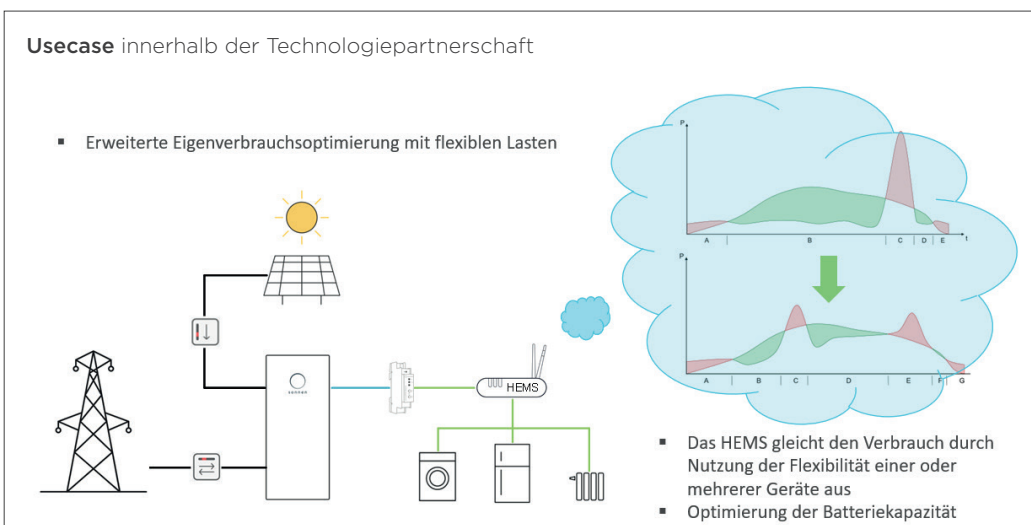 Usecase innerhalb der Technologiepartnerschaft
▪ Erweiterte Eigenverbrauchsoptimierung mit flexiblen Lasten
P
A | B | C | D | E
t
P
A | B | C | D | E | F | G
sonnen
HEMS
▪ Das HEMS gleicht den Verbrauch durch
Nutzung der Flexibilität einer oder
mehrerer Geräte aus
▪ Optimierung der Batteriekapazität